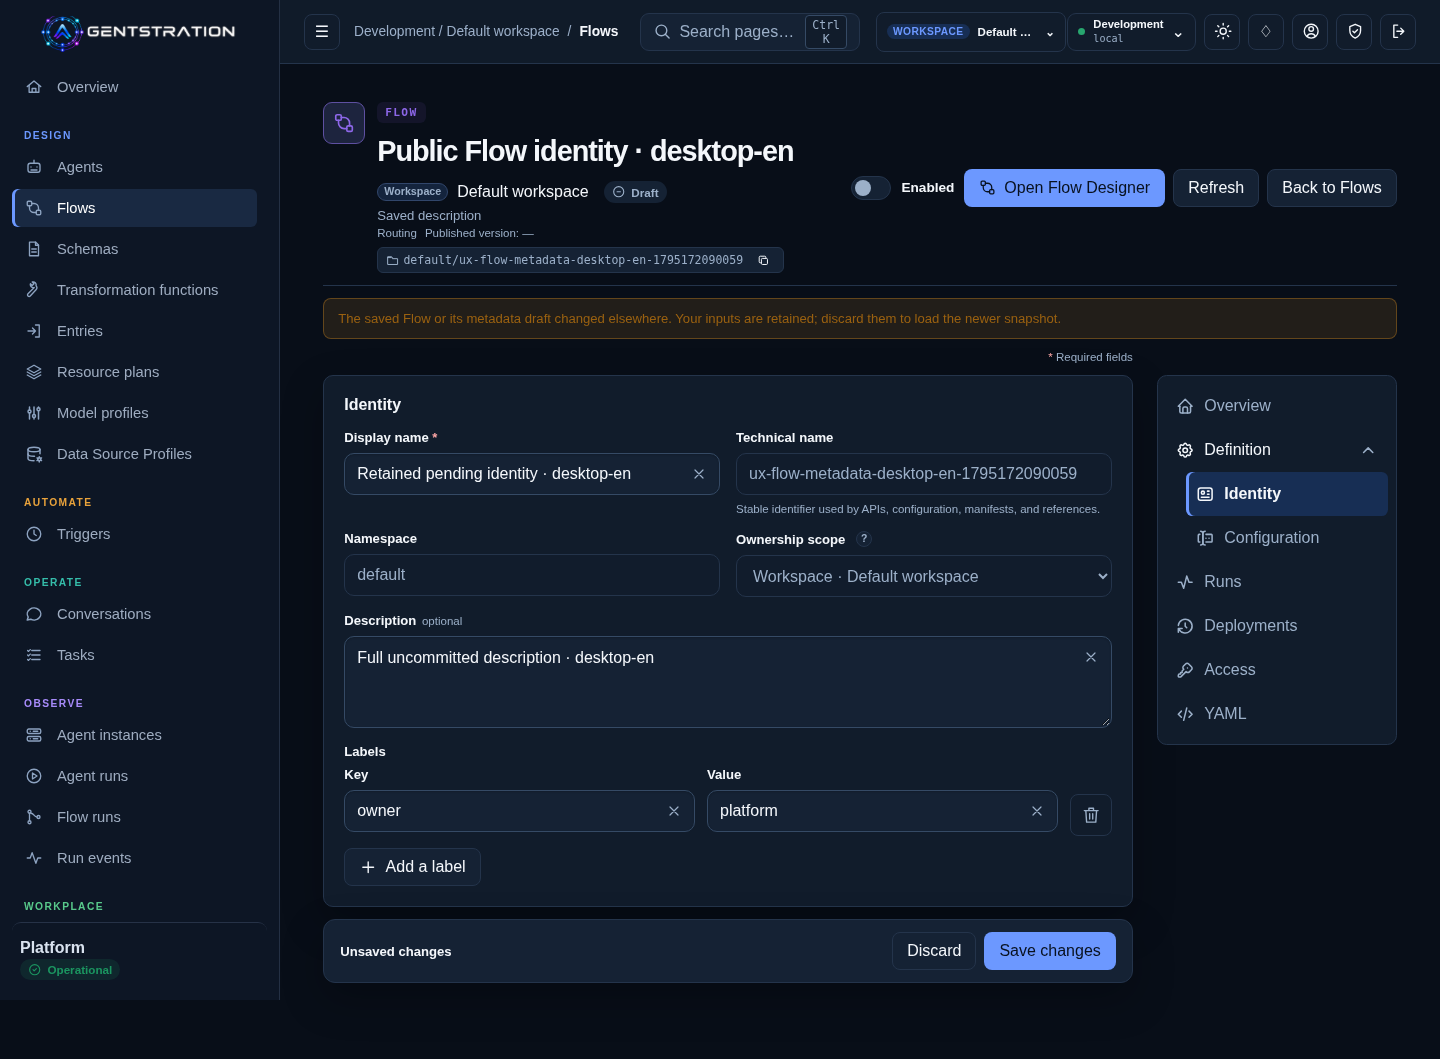 GENTSTRATION
Overview
DESIGN
Agents
Flows
Schemas
Transformation functions
Entries
Resource plans
Model profiles
Data Source Profiles
AUTOMATE
Triggers
OPERATE
Conversations
Tasks
OBSERVE
Agent instances
Agent runs
Flow runs
Run events
WORKPLACE
Platform
Operational
Development / Default workspace / Flows
Search pages…
Ctrl K
WORKSPACE Default …
Development
local
FLOW
Public Flow identity · desktop-en
Workspace Default workspace Draft
Saved description
Routing Published version: —
default/ux-flow-metadata-desktop-en-1795172090059
Enabled
Open Flow Designer
Refresh
Back to Flows
The saved Flow or its metadata draft changed elsewhere. Your inputs are retained; discard them to load the newer snapshot.
* Required fields
Identity
Display name *
Retained pending identity · desktop-en
Technical name
ux-flow-metadata-desktop-en-1795172090059
Stable identifier used by APIs, configuration, manifests, and references.
Namespace
default
Ownership scope ?
Workspace · Default workspace
Description optional
Full uncommitted description · desktop-en
Labels
Key
owner
Value
platform
Add a label
Unsaved changes
Discard
Save changes
Overview
Definition
Identity
Configuration
Runs
Deployments
Access
YAML